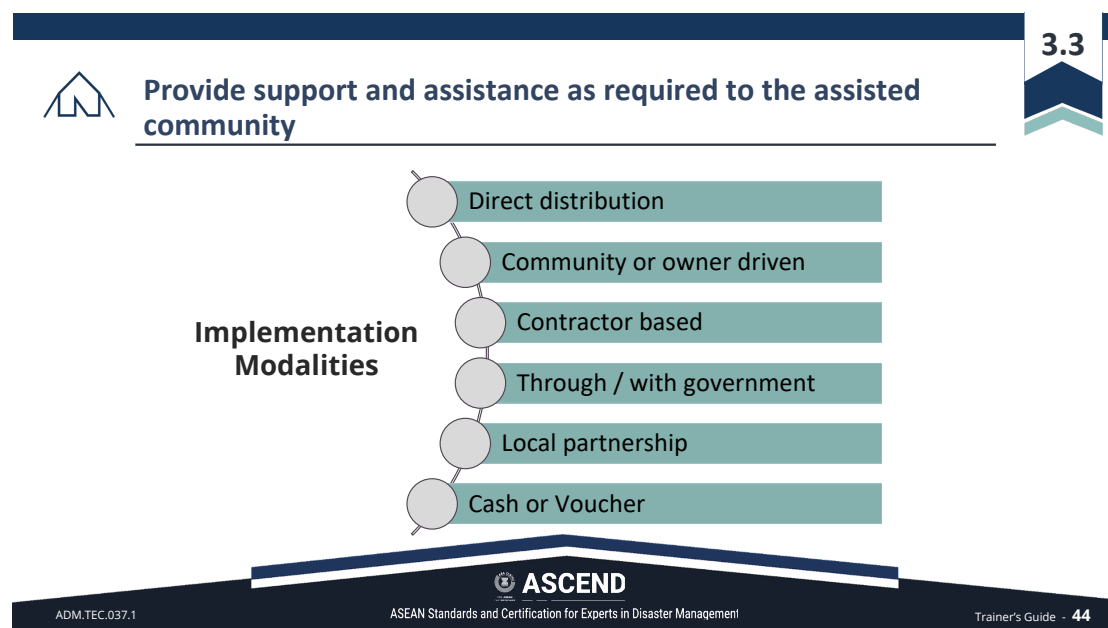 3.3
Provide support and assistance as required to the assisted
community
Implementation
Modalities
Direct distribution
Community or owner driven
Contractor based
Through / with government
Local partnership
Cash or Voucher
ASCEND
ASEAN Standards and Certification for Experts in Disaster Management
ADM.TEC.037.1
Trainer's Guide - 44